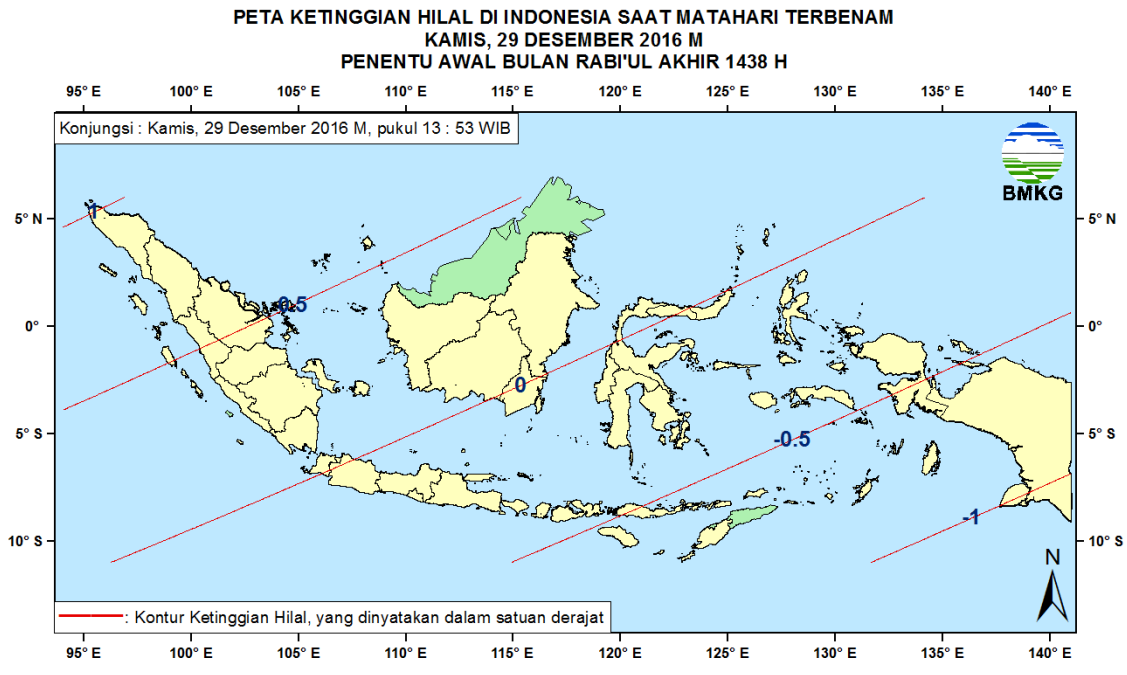 PETA KETINGGIAN HILAL DI INDONESIA SAAT MATAHARI TERBENAM
KAMIS, 29 DESEMBER 2016 M
PENENTU AWAL BULAN RABI'UL AKHIR 1438 H
95° E 100° E 105° E 110° E 115° E 120° E 125° E 130° E 135° E 140° E
Konjungsi : Kamis, 29 Desember 2016 M, pukul 13 : 53 WIB
BMKG
1
5° N 5° N
0.5
0° 0°
0
5° S 5° S
-0.5
-1
10° S 10° S
N
: Kontur Ketinggian Hilal, yang dinyatakan dalam satuan derajat
95° E 100° E 105° E 110° E 115° E 120° E 125° E 130° E 135° E 140° E